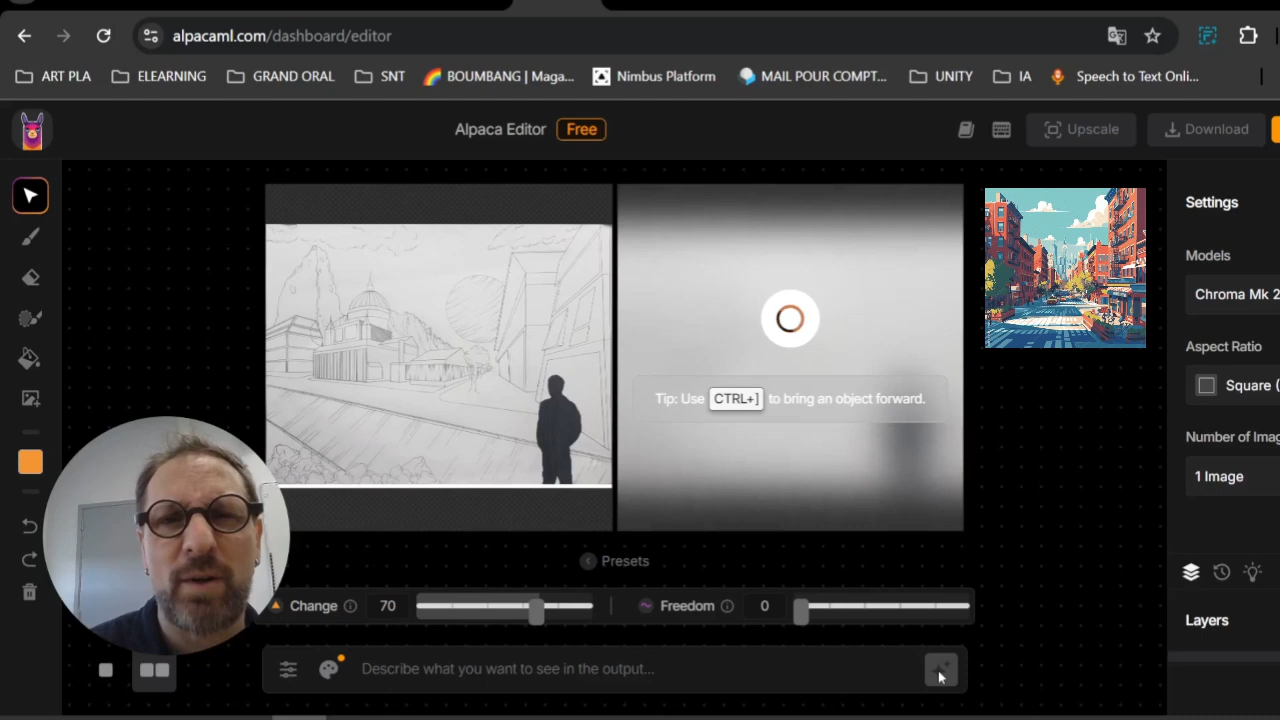 alpacaml.com/dashboard/editor
ART PLA ELEARNING GRAND ORAL SNT BOUMBANG | Maga... Nimbus Platform MAIL POUR COMPT... UNITY IA Speech to Text Onli...
Alpaca Editor Free Upscale Download
Settings
Models
Chroma Mk 2
Aspect Ratio
Square (
Tip: Use CTRL+] to bring an object forward.
Number of Imag
1 Image
Presets
Change 70 Freedom 0
Layers
Describe what you want to see in the output...